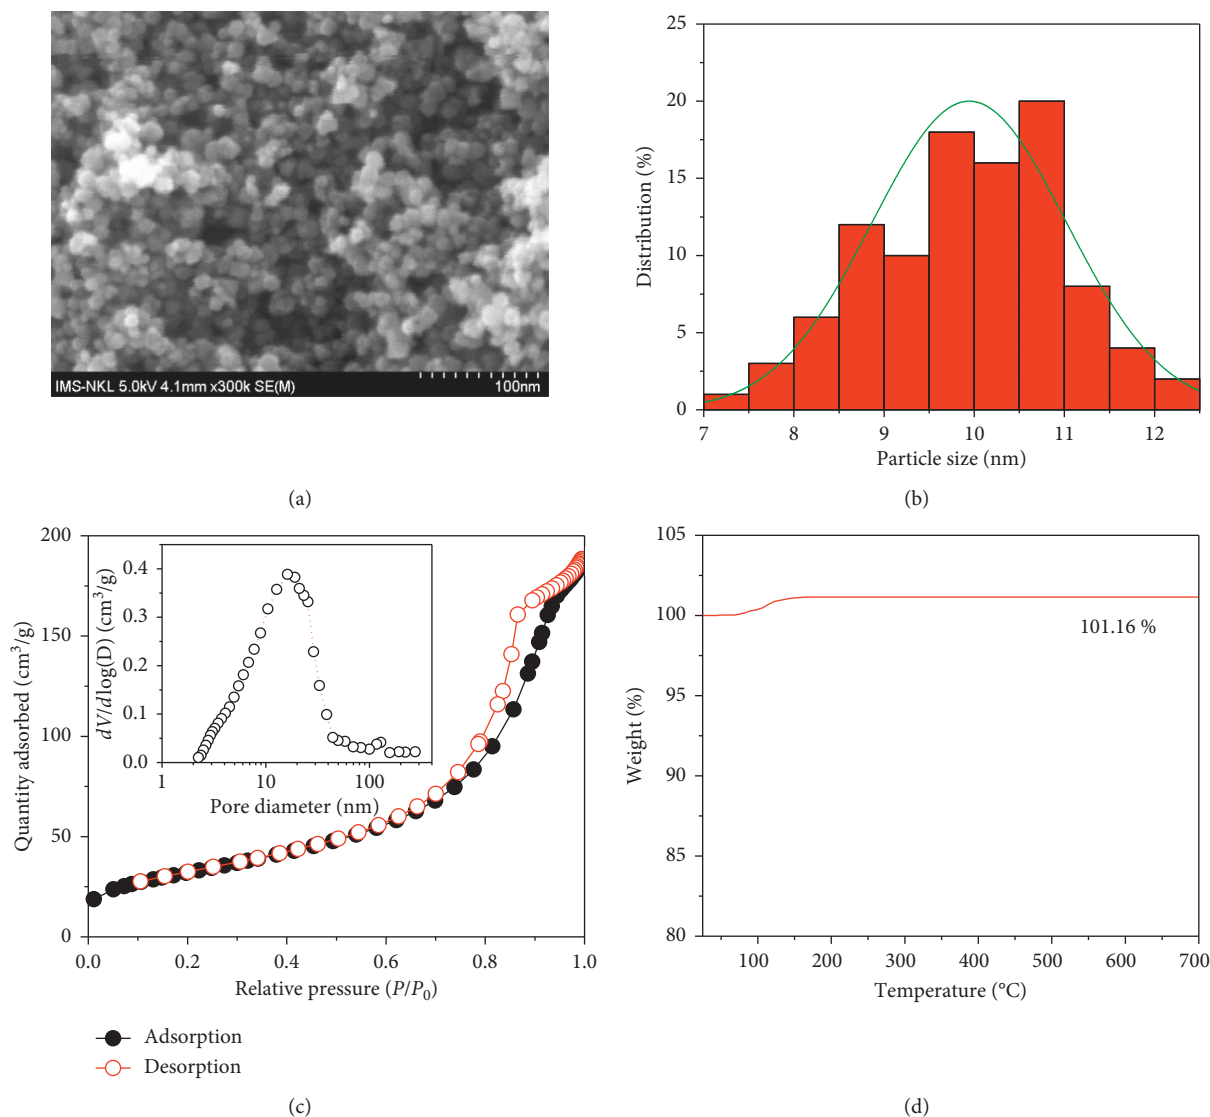 IMS-NKL 5.0kV 4.1mm x300k SE(M) 100nm
(a)
25
20
15
10
5
0
Distribution (%)
7 8 9 10 11 12
Particle size (nm)
(b)
200
150
100
50
0
Quantity adsorbed (cm³/g)
0.0 0.2 0.4 0.6 0.8 1.0
Relative pressure (P/P₀)
0.4
0.3
0.2
0.1
0.0
dV/dlog(D) (cm³/g)
1 10 100
Pore diameter (nm)
Adsorption
Desorption
(c)
105
100
95
90
85
80
Weight (%)
101.16 %
100 200 300 400 500 600 700
Temperature (°C)
(d)